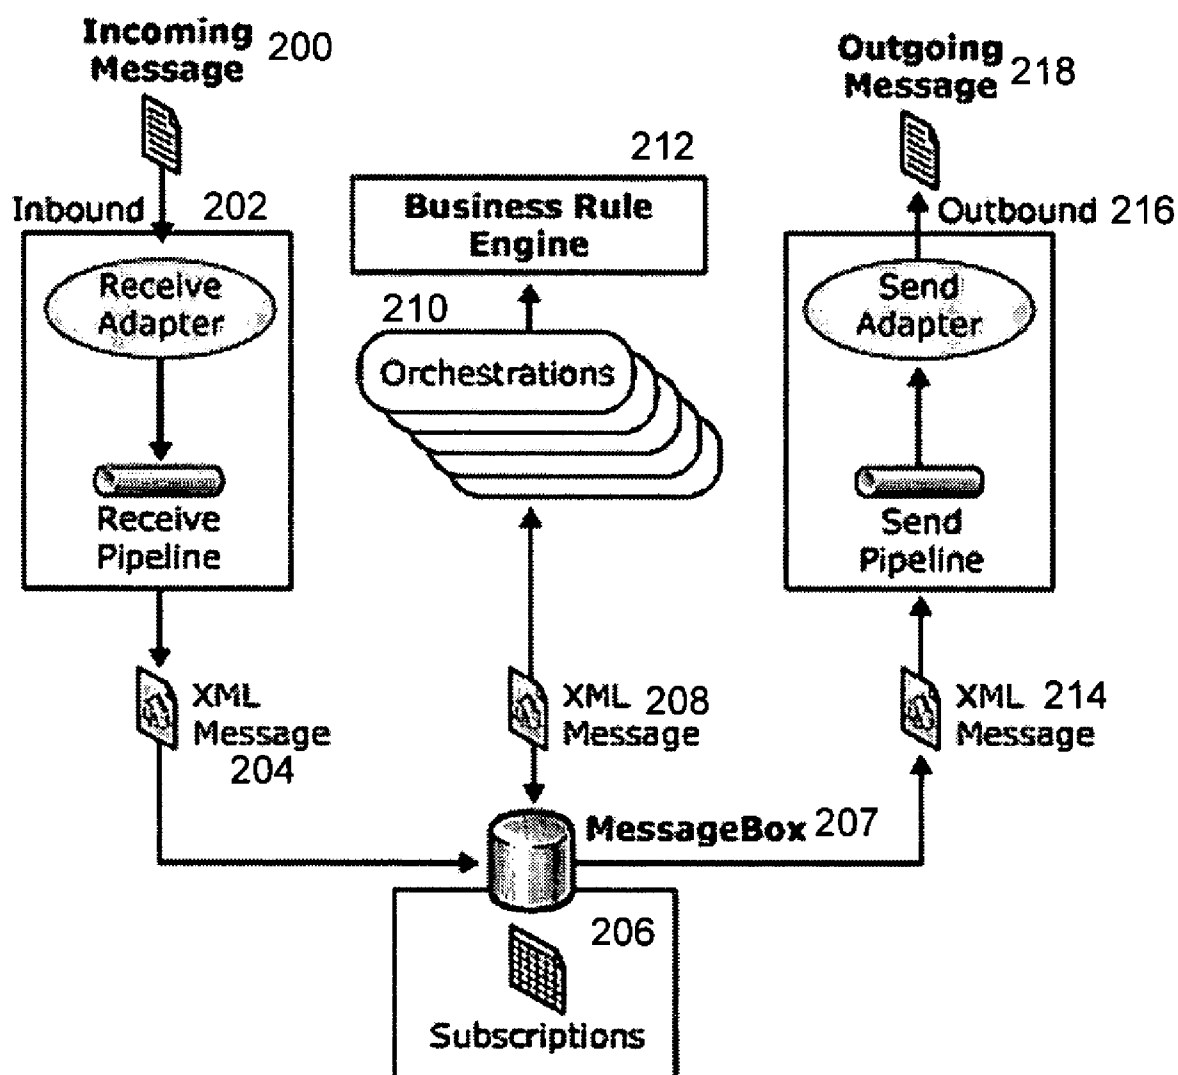 Incoming 200
Message
Outgoing
Message 218
212
Inbound 202
Business Rule
Engine
Outbound 216
Receive
Adapter
210
Orchestrations
Send
Adapter
Receive
Pipeline
Send
Pipeline
XML
Message
204
XML 208
Message
XML 214
Message
MessageBox 207
206
Subscriptions